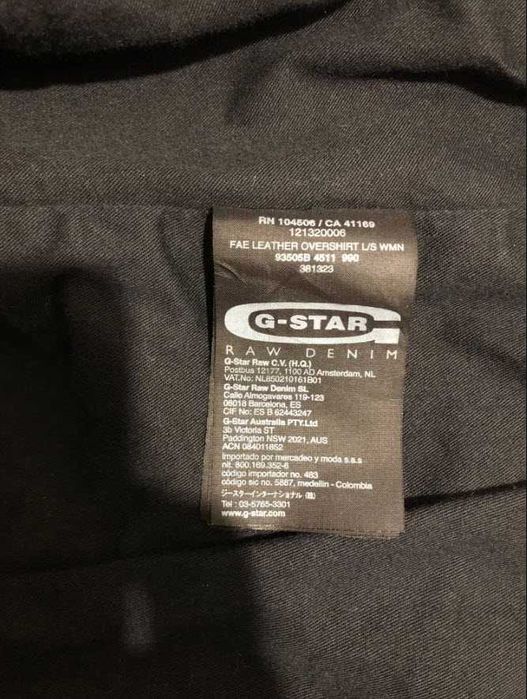 RN 104506 / CA 41169
121320006
FAE LEATHER OVERSHIRT L/S WMN
93505B 4511 990
381323
G-STAR
RAW DENIM
G-Star Raw C.V. (H.Q.)
Postbus 12177, 1100 AD Amsterdam, NL
VAT.No: NL850210161B01
G-Star Raw Denim SL
Calle Almogavares 119-123
08018 Barcelona, ES
CIF No: ES B 62443247
G-Star Australia PTY.Ltd
3b Victoria ST
Paddington NSW 2021, AUS
ACN 084011852
Importado por mercadeo y moda s.a.s
nit. 800.169.352-6
código importador no. 463
código sic no. 5887, medellin - Colombia
ジースターインターナショナル (株)
Tel : 03-5765-3301
www.g-star.com